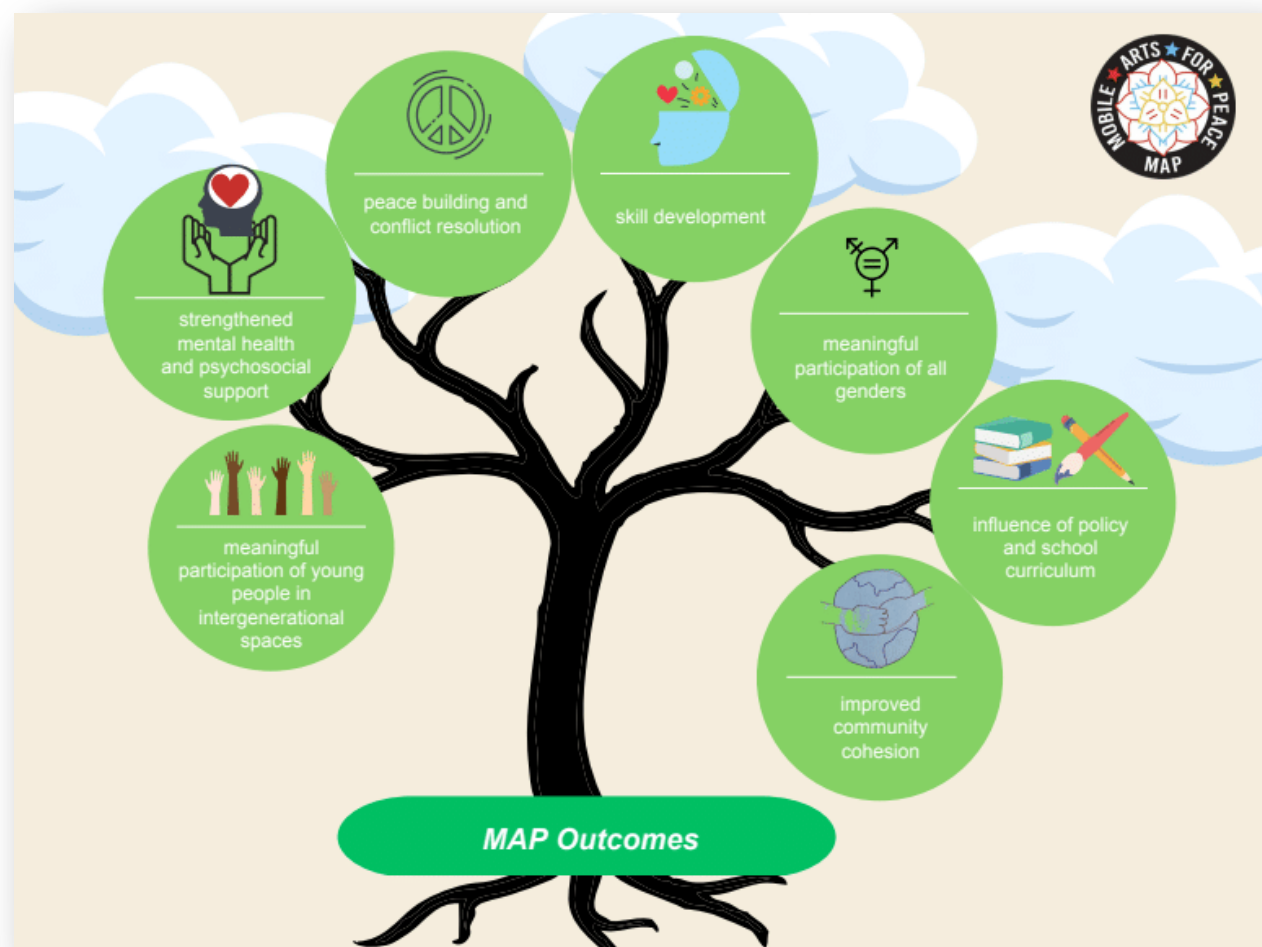 MOBILE ★ ARTS ★ FOR ★ PEACE
MAP
peace building and
conflict resolution
skill development
strengthened
mental health
and psychosocial
support
meaningful
participation of all
genders
meaningful
participation of young
people in
intergenerational
spaces
influence of policy
and school
curriculum
improved
community
cohesion
MAP Outcomes